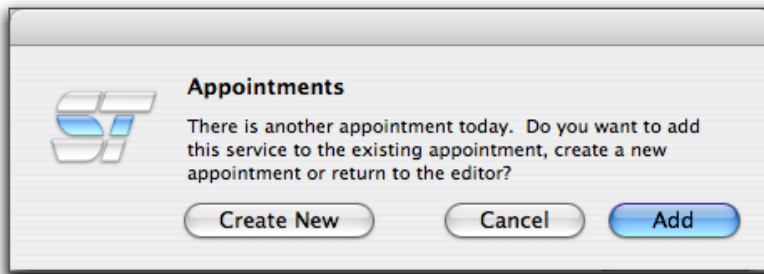 ST
Appointments
There is another appointment today.  Do you want to add
this service to the existing appointment, create a new
appointment or return to the editor?
Create New
Cancel
Add